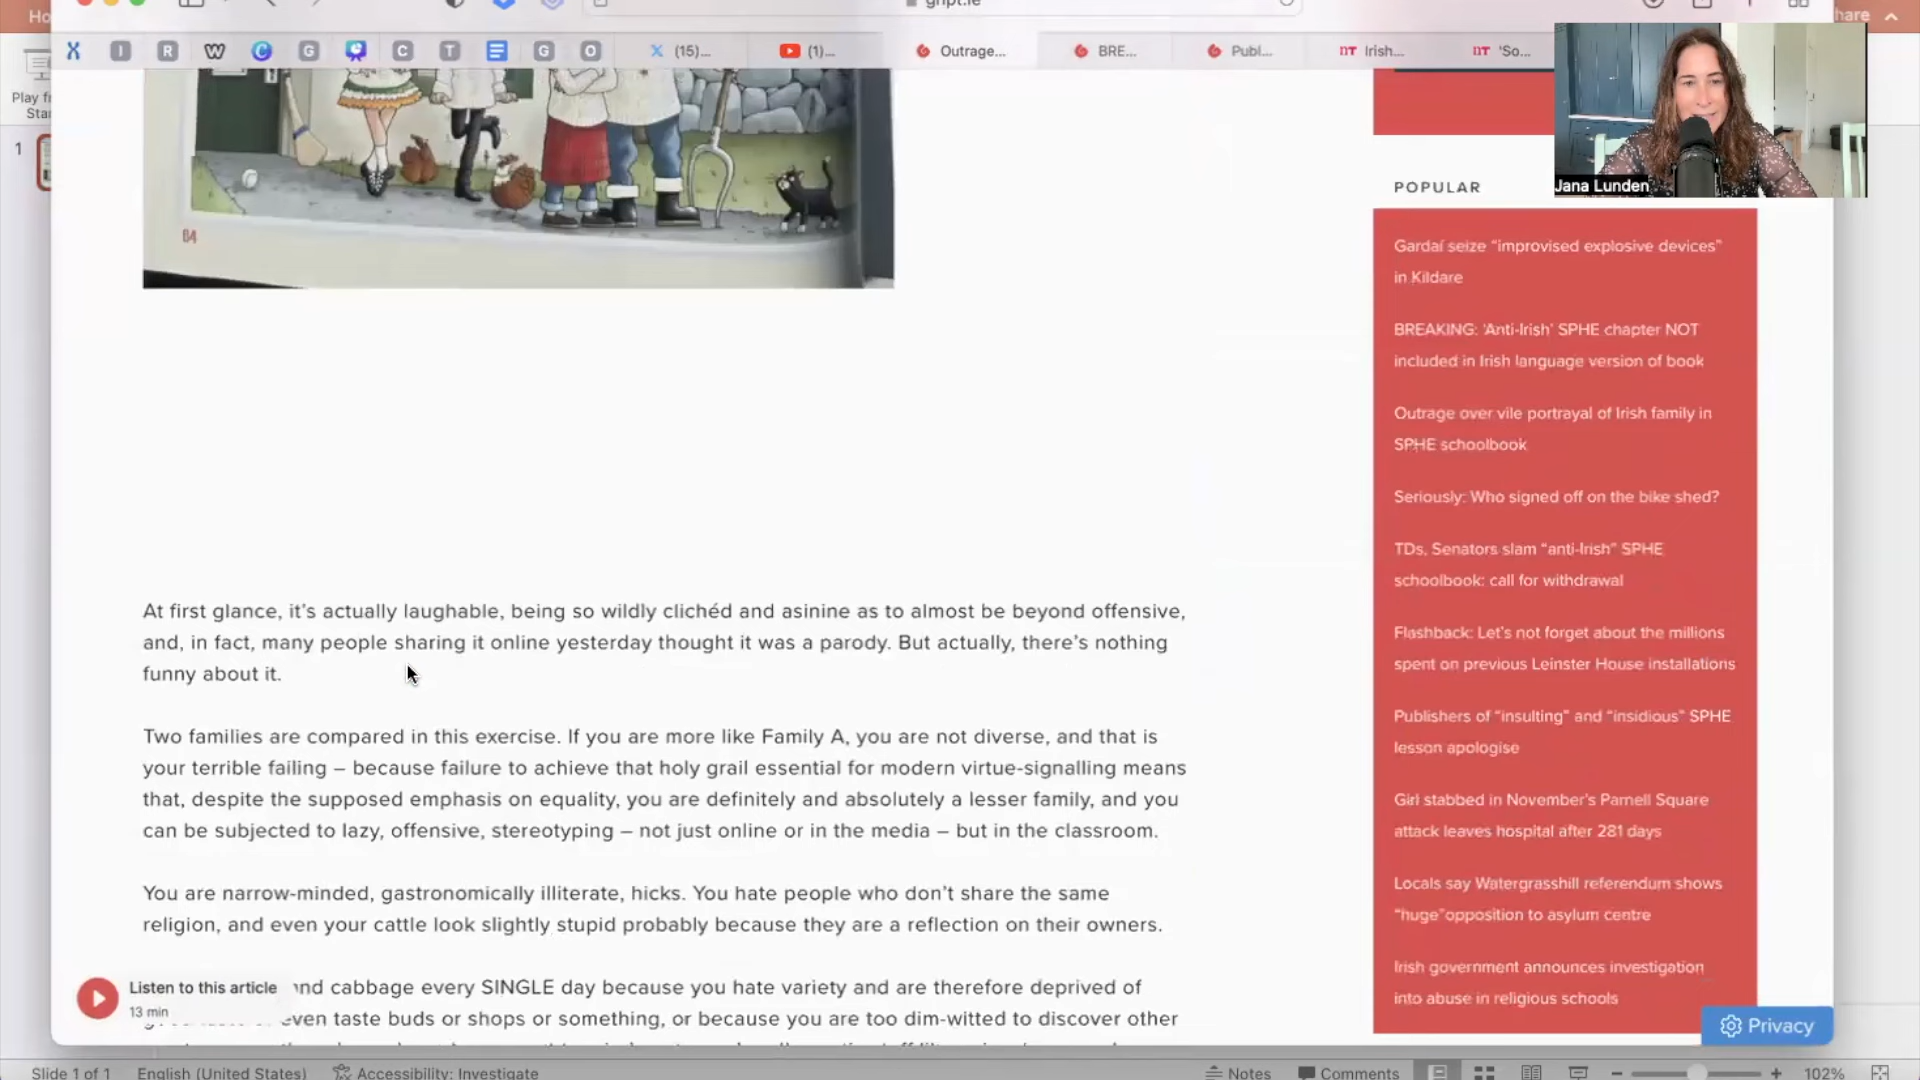 gript.ie
Play fr
Star
1
I
R
W
G
C
T
G
O
(15)...
(1)...
Outrage...
BRE...
Publ...
Irish...
'So...
Jana Lunden
64
POPULAR
Gardaí seize “improvised explosive devices”
in Kildare
BREAKING: ‘Anti-Irish’ SPHE chapter NOT
included in Irish language version of book
Outrage over vile portrayal of Irish family in
SPHE schoolbook
Seriously: Who signed off on the bike shed?
TDs, Senators slam “anti-Irish” SPHE
schoolbook: call for withdrawal
Flashback: Let’s not forget about the millions
spent on previous Leinster House installations
Publishers of “insulting” and “insidious” SPHE
lesson apologise
Girl stabbed in November’s Parnell Square
attack leaves hospital after 281 days
Locals say Watergrasshill referendum shows
“huge”opposition to asylum centre
Irish government announces investigation
into abuse in religious schools
At first glance, it’s actually laughable, being so wildly clichéd and asinine as to almost be beyond offensive,
and, in fact, many people sharing it online yesterday thought it was a parody. But actually, there’s nothing
funny about it.
Two families are compared in this exercise. If you are more like Family A, you are not diverse, and that is
your terrible failing – because failure to achieve that holy grail essential for modern virtue-signalling means
that, despite the supposed emphasis on equality, you are definitely and absolutely a lesser family, and you
can be subjected to lazy, offensive, stereotyping – not just online or in the media – but in the classroom.
You are narrow-minded, gastronomically illiterate, hicks. You hate people who don’t share the same
religion, and even your cattle look slightly stupid probably because they are a reflection on their owners.
and cabbage every SINGLE day because you hate variety and are therefore deprived of
even taste buds or shops or something, or because you are too dim-witted to discover other
Listen to this article
13 min
Privacy
Slide 1 of 1
English (United States)
Accessibility: Investigate
Notes
Comments
102%